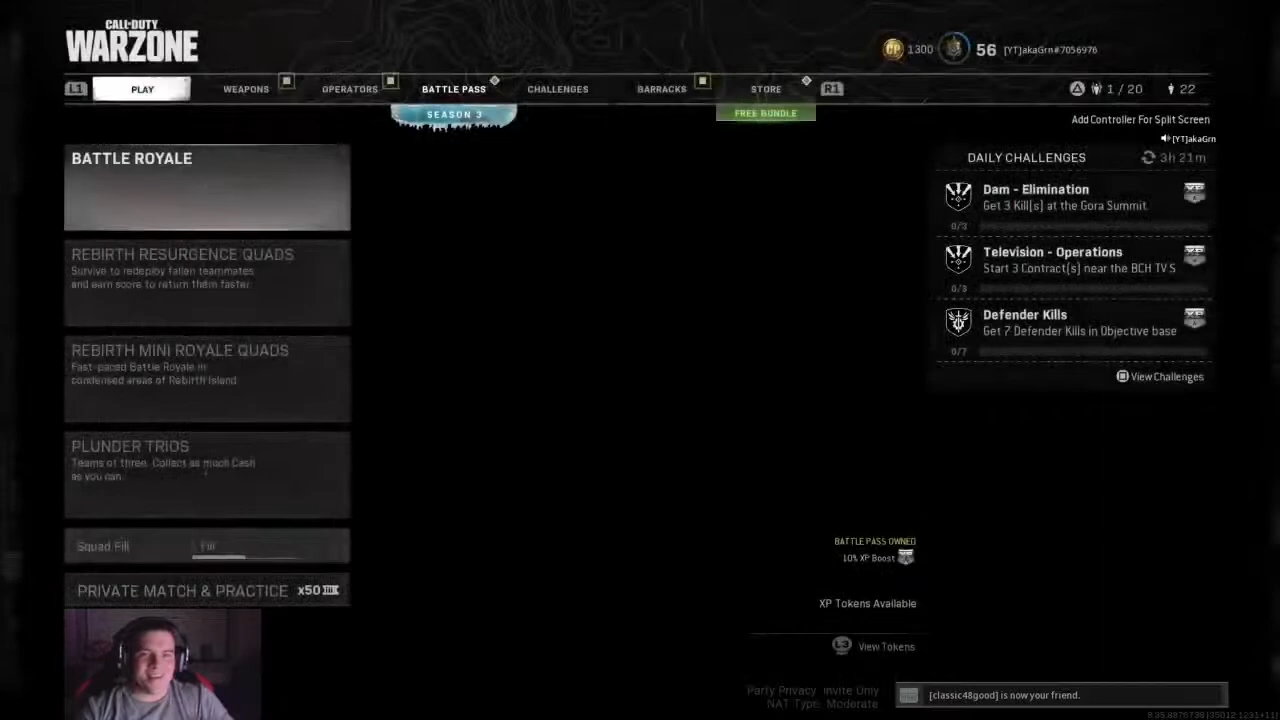 CALL•DUTY
WARZONE
CP 1300 56 [YT]jakaGrn#7056976
L1 PLAY WEAPONS OPERATORS BATTLE PASS CHALLENGES BARRACKS STORE R1 1 / 20 22
SEASON 3
FREE BUNDLE
Add Controller For Split Screen
[YT]akaGrn
BATTLE ROYALE
REBIRTH RESURGENCE QUADS
Survive to redeploy fallen teammates
and earn score to return them faster.
REBIRTH MINI ROYALE QUADS
Fast-paced Battle Royale in
condensed areas of Rebirth Island
PLUNDER TRIOS
Teams of three. Collect as much Cash
as you can.
Squad Fill Fill
PRIVATE MATCH & PRACTICE x50
DAILY CHALLENGES 3h 21m
Dam - Elimination
Get 3 Kill(s) at the Gora Summit
0/3
Television - Operations
Start 3 Contract(s) near the BCH TV S
0/3
Defender Kills
Get 7 Defender Kills in Objective base
0/7
View Challenges
BATTLE PASS OWNED
10% XP Boost
XP Tokens Available
L3 View Tokens
Party Privacy Invite Only
NAT Type: Moderate
[classic48good] is now your friend.